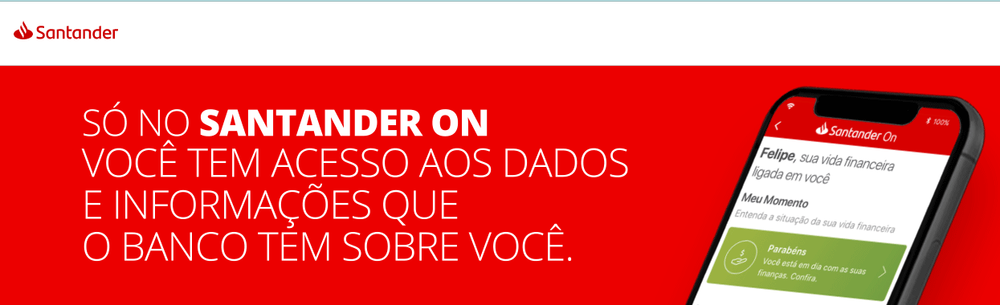 Santander
SÓ NO SANTANDER ON
VOCÊ TEM ACESSO AOS DADOS
E INFORMAÇÕES QUE
O BANCO TEM SOBRE VOCÊ.
100%
Santander On
Felipe, sua vida financeira
ligada em você
Meu Momento
Entenda a situação da sua vida financeira
Parabéns
Você está em dia com as suas
finanças. Confira.